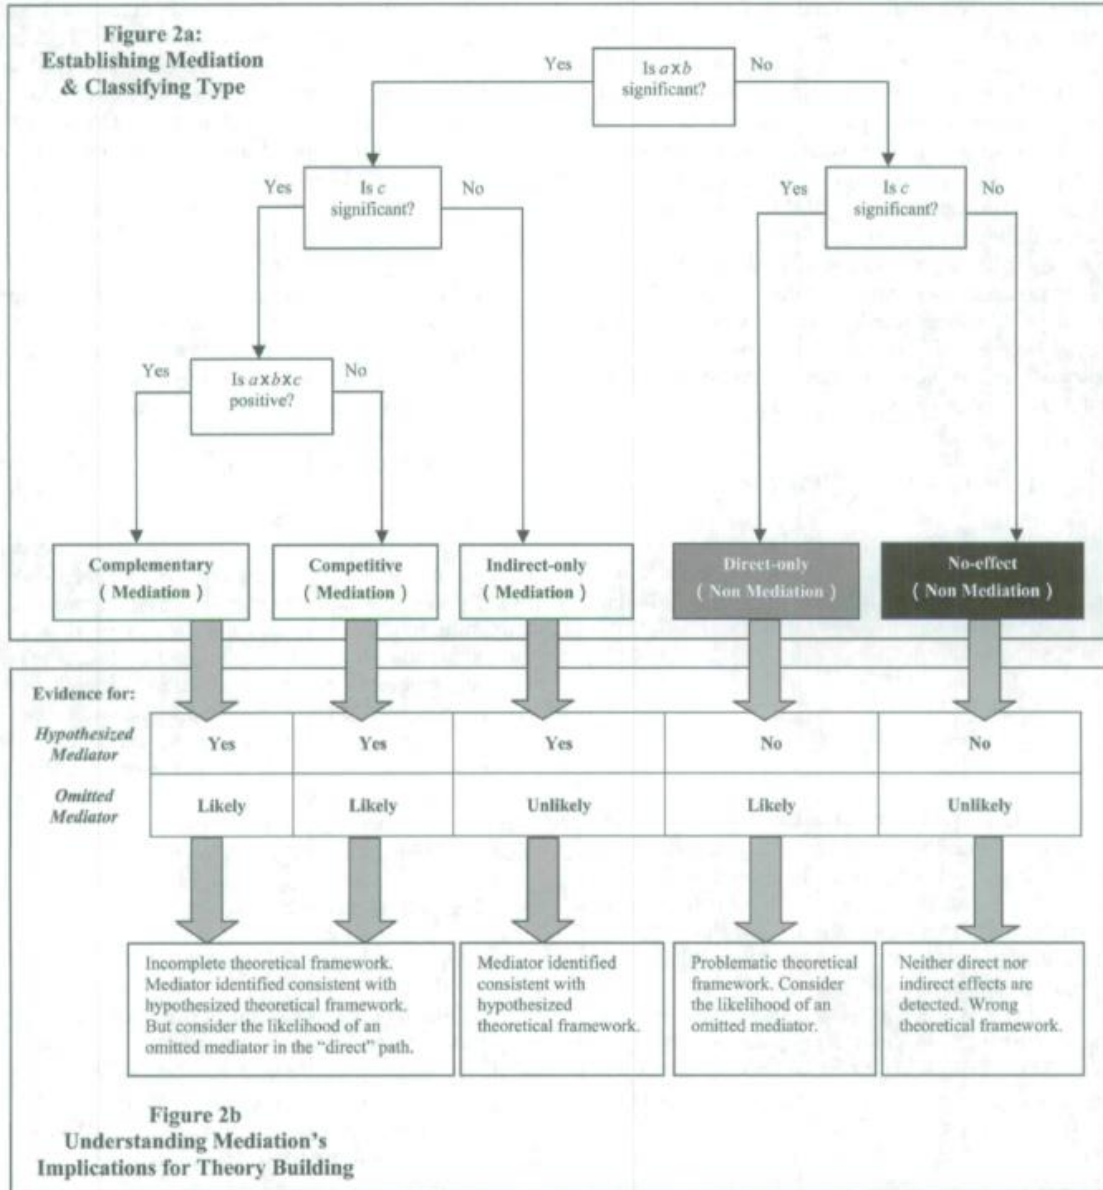 Figure 2a:
Establishing Mediation
& Classifying Type
Yes
Is a x b
significant?
No
Yes
Is c
significant?
No
Yes
Is c
significant?
No
Yes
Is a x b x c
positive?
No
Complementary
( Mediation )
Competitive
( Mediation )
Indirect-only
( Mediation )
Direct-only
( Non Mediation )
No-effect
( Non Mediation )
Evidence for:
Hypothesized
Mediator
Yes
Yes
Yes
No
No
Omitted
Mediator
Likely
Likely
Unlikely
Likely
Unlikely
Incomplete theoretical framework.
Mediator identified consistent with
hypothesized theoretical framework.
But consider the likelihood of an
omitted mediator in the “direct” path.
Mediator identified
consistent with
hypothesized
theoretical framework.
Problematic theoretical
framework. Consider
the likelihood of an
omitted mediator.
Neither direct nor
indirect effects are
detected. Wrong
theoretical framework.
Figure 2b
Understanding Mediation’s
Implications for Theory Building